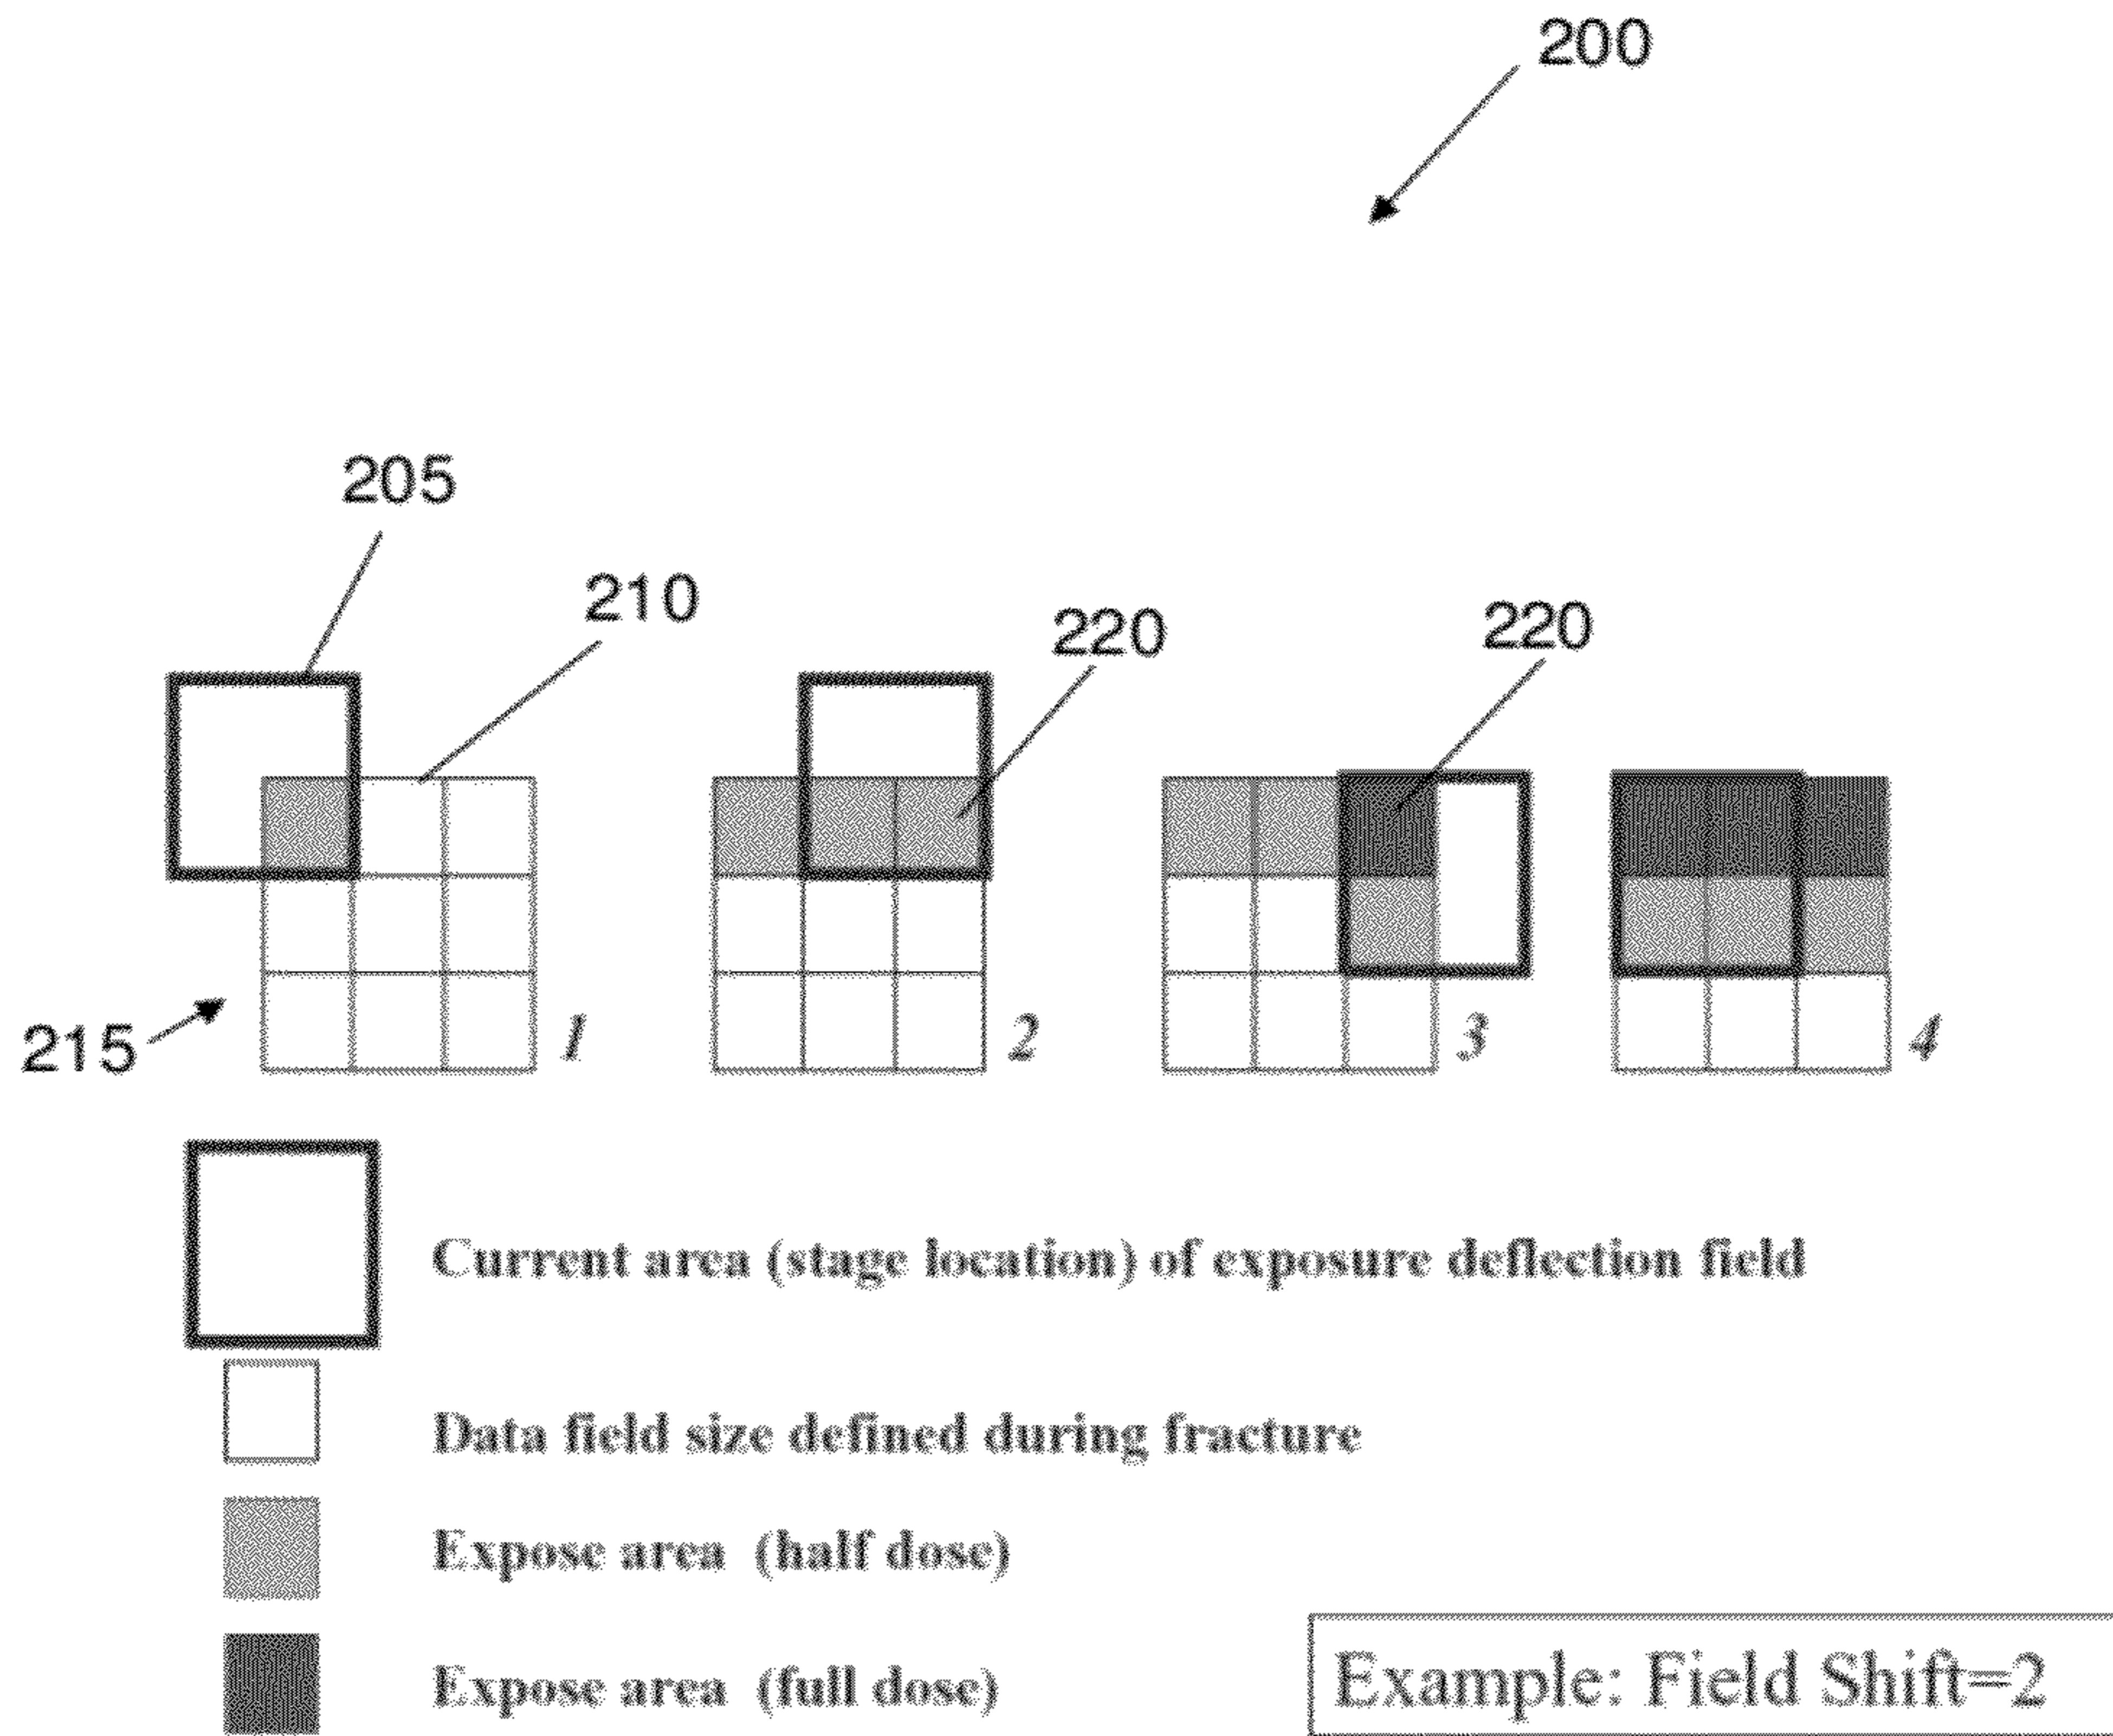 200
205
210
220
220
215
1
2
3
4
Current area (stage location) of exposure deflection field
Data field size defined during fracture
Expose area (half dose)
Expose area (full dose)
Example: Field Shift=2